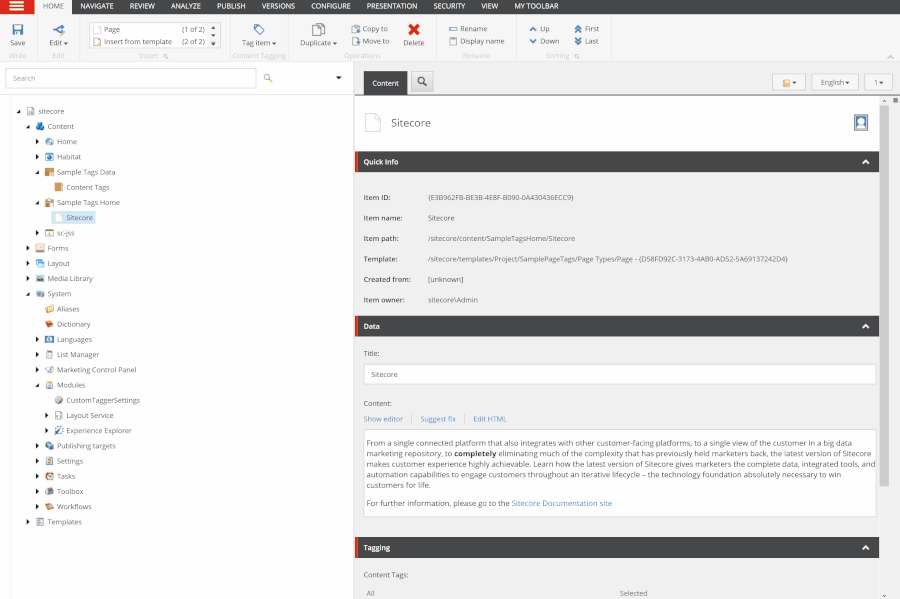 HOME NAVIGATE REVIEW ANALYZE PUBLISH VERSIONS CONFIGURE PRESENTATION SECURITY VIEW MY TOOLBAR
Save
Write
Edit
Edit
Page (1 of 2)
Insert from template (2 of 2)
Insert
Tag item
Content Tagging
Duplicate
Copy to
Move to
Delete
Operations
Rename
Display name
Rename
Up
Down
First
Last
Sorting
Search
sitecore
Content
Home
Habitat
Sample Tags Data
Content Tags
Sample Tags Home
Sitecore
sc-jss
Forms
Layout
Media Library
System
Aliases
Dictionary
Languages
List Manager
Marketing Control Panel
Modules
CustomTaggerSettings
Layout Service
Experience Explorer
Publishing targets
Settings
Tasks
Toolbox
Workflows
Templates
Content
English
1
Sitecore
Quick Info
Item ID: {E3B962FB-BE3B-4E8F-B090-0A430436ECC9}
Item name: Sitecore
Item path: /sitecore/content/SampleTagsHome/Sitecore
Template: /sitecore/templates/Project/SamplePageTags/Page Types/Page - {D58FD92C-3173-4AB0-AD52-5A69137242D4}
Created from: [unknown]
Item owner: sitecore\Admin
Data
Title:
Sitecore
Content:
Show editor Suggest fix Edit HTML
From a single connected platform that also integrates with other customer-facing platforms, to a single view of the customer in a big data
marketing repository, to completely eliminating much of the complexity that has previously held marketers back, the latest version of Sitecore
makes customer experience highly achievable. Learn how the latest version of Sitecore gives marketers the complete data, integrated tools, and
automation capabilities to engage customers throughout an iterative lifecycle – the technology foundation absolutely necessary to win
customers for life.
For further information, please go to the Sitecore Documentation site
Tagging
Content Tags:
All Selected